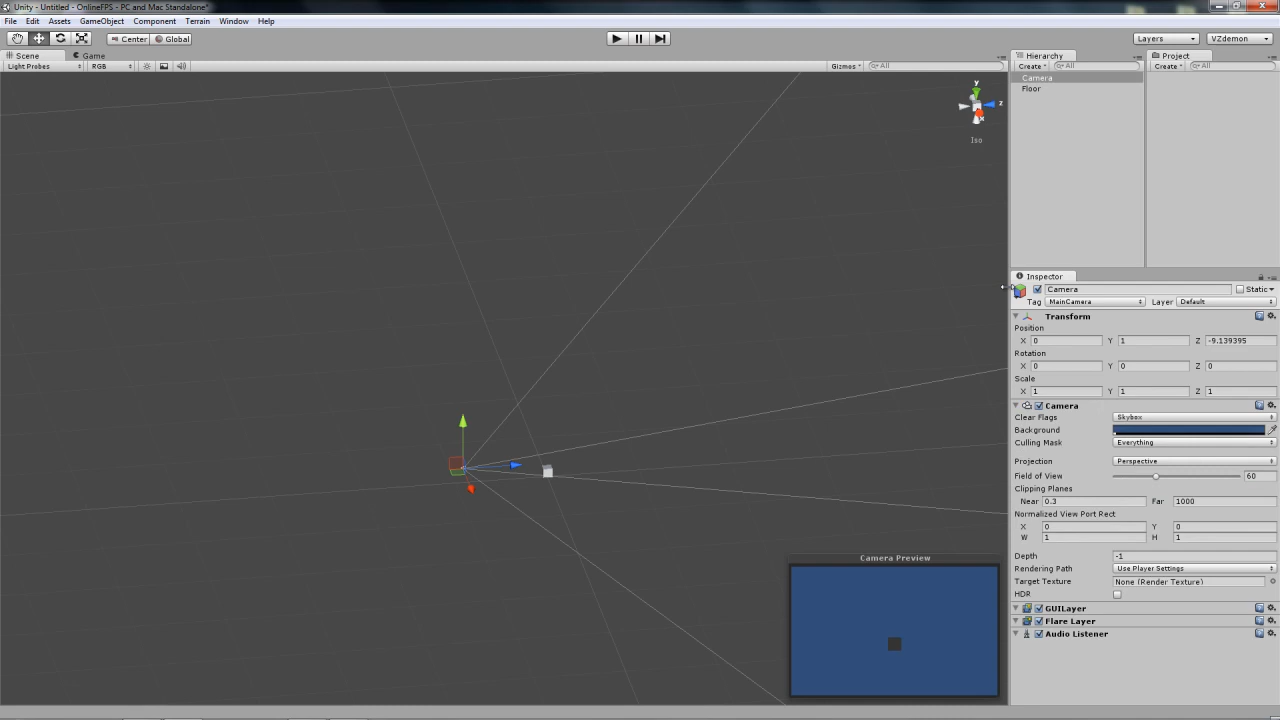 Unity - Untitled - OnlineFPS - PC and Mac Standalone*
File Edit Assets GameObject Component Terrain Window Help
Center Global Layers VZdemon
Scene Game Hierarchy Project
Light Probes RGB Gizmos All Create All Create All
Camera
Floor
y
z
x
Iso
Inspector
Camera Static
Tag MainCamera Layer Default
Transform
Position
X 0 Y 1 Z -9.139395
Rotation
X 0 Y 0 Z 0
Scale
X 1 Y 1 Z 1
Camera
Clear Flags Skybox
Background
Culling Mask Everything
Projection Perspective
Field of View 60
Clipping Planes
Near 0.3 Far 1000
Normalized View Port Rect
X 0 Y 0
W 1 H 1
Depth -1
Rendering Path Use Player Settings
Target Texture None (Render Texture)
HDR
GUILayer
Flare Layer
Audio Listener
Camera Preview